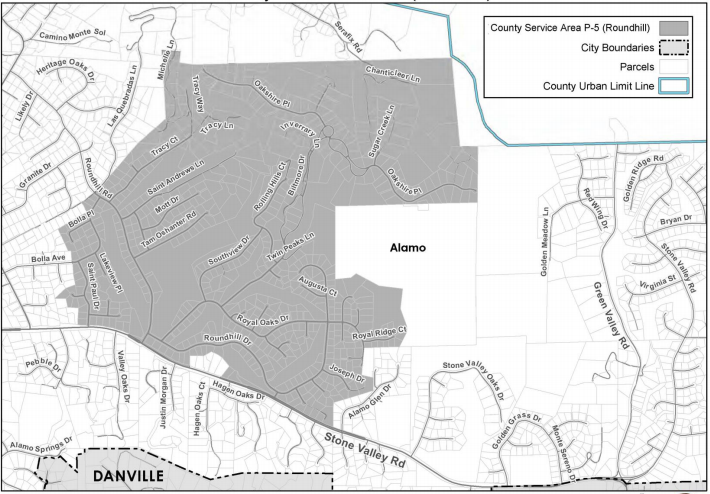 County Service Area P-5 (Roundhill)
City Boundaries
Parcels
County Urban Limit Line
Camino Monte Sol
Heritage Oaks Dr
Likely Dr
Las Quebradas Ln
Michelle Ln
Serafix Rd
Chanticleer Ln
Tracy Way
Oakshire Pl
Tracy Ln
Inverrary Ln
Sugar Creek Ln
Tracy Ct
Granite Dr
Roundhill Rd
Saint Andrews Ln
Rolling Hills Ct
Biltmore Dr
Oakshire Pl
Mott Dr
Tam Oshanter Rd
Bolla Pl
Bolla Ave
Lakeview Pl
Saint Paul Dr
Southview Dr
Twin Peaks Ln
Alamo
Augusta Ct
Royal Oaks Dr
Roundhill Dr
Royal Ridge Ct
Joseph Dr
Golden Meadow Ln
Red Wing Dr
Golden Ridge Rd
Bryan Dr
Stone Valley Rd
Virginia St
Green Valley Rd
Pebble Dr
Valley Oaks Dr
Justin Morgan Dr
Hagen Oaks Ct
Hagen Oaks Dr
Alamo Glen Dr
Stone Valley Oaks Dr
Golden Grass Dr
Monte Sereno Dr
Stone Valley Rd
Alamo Springs Dr
DANVILLE